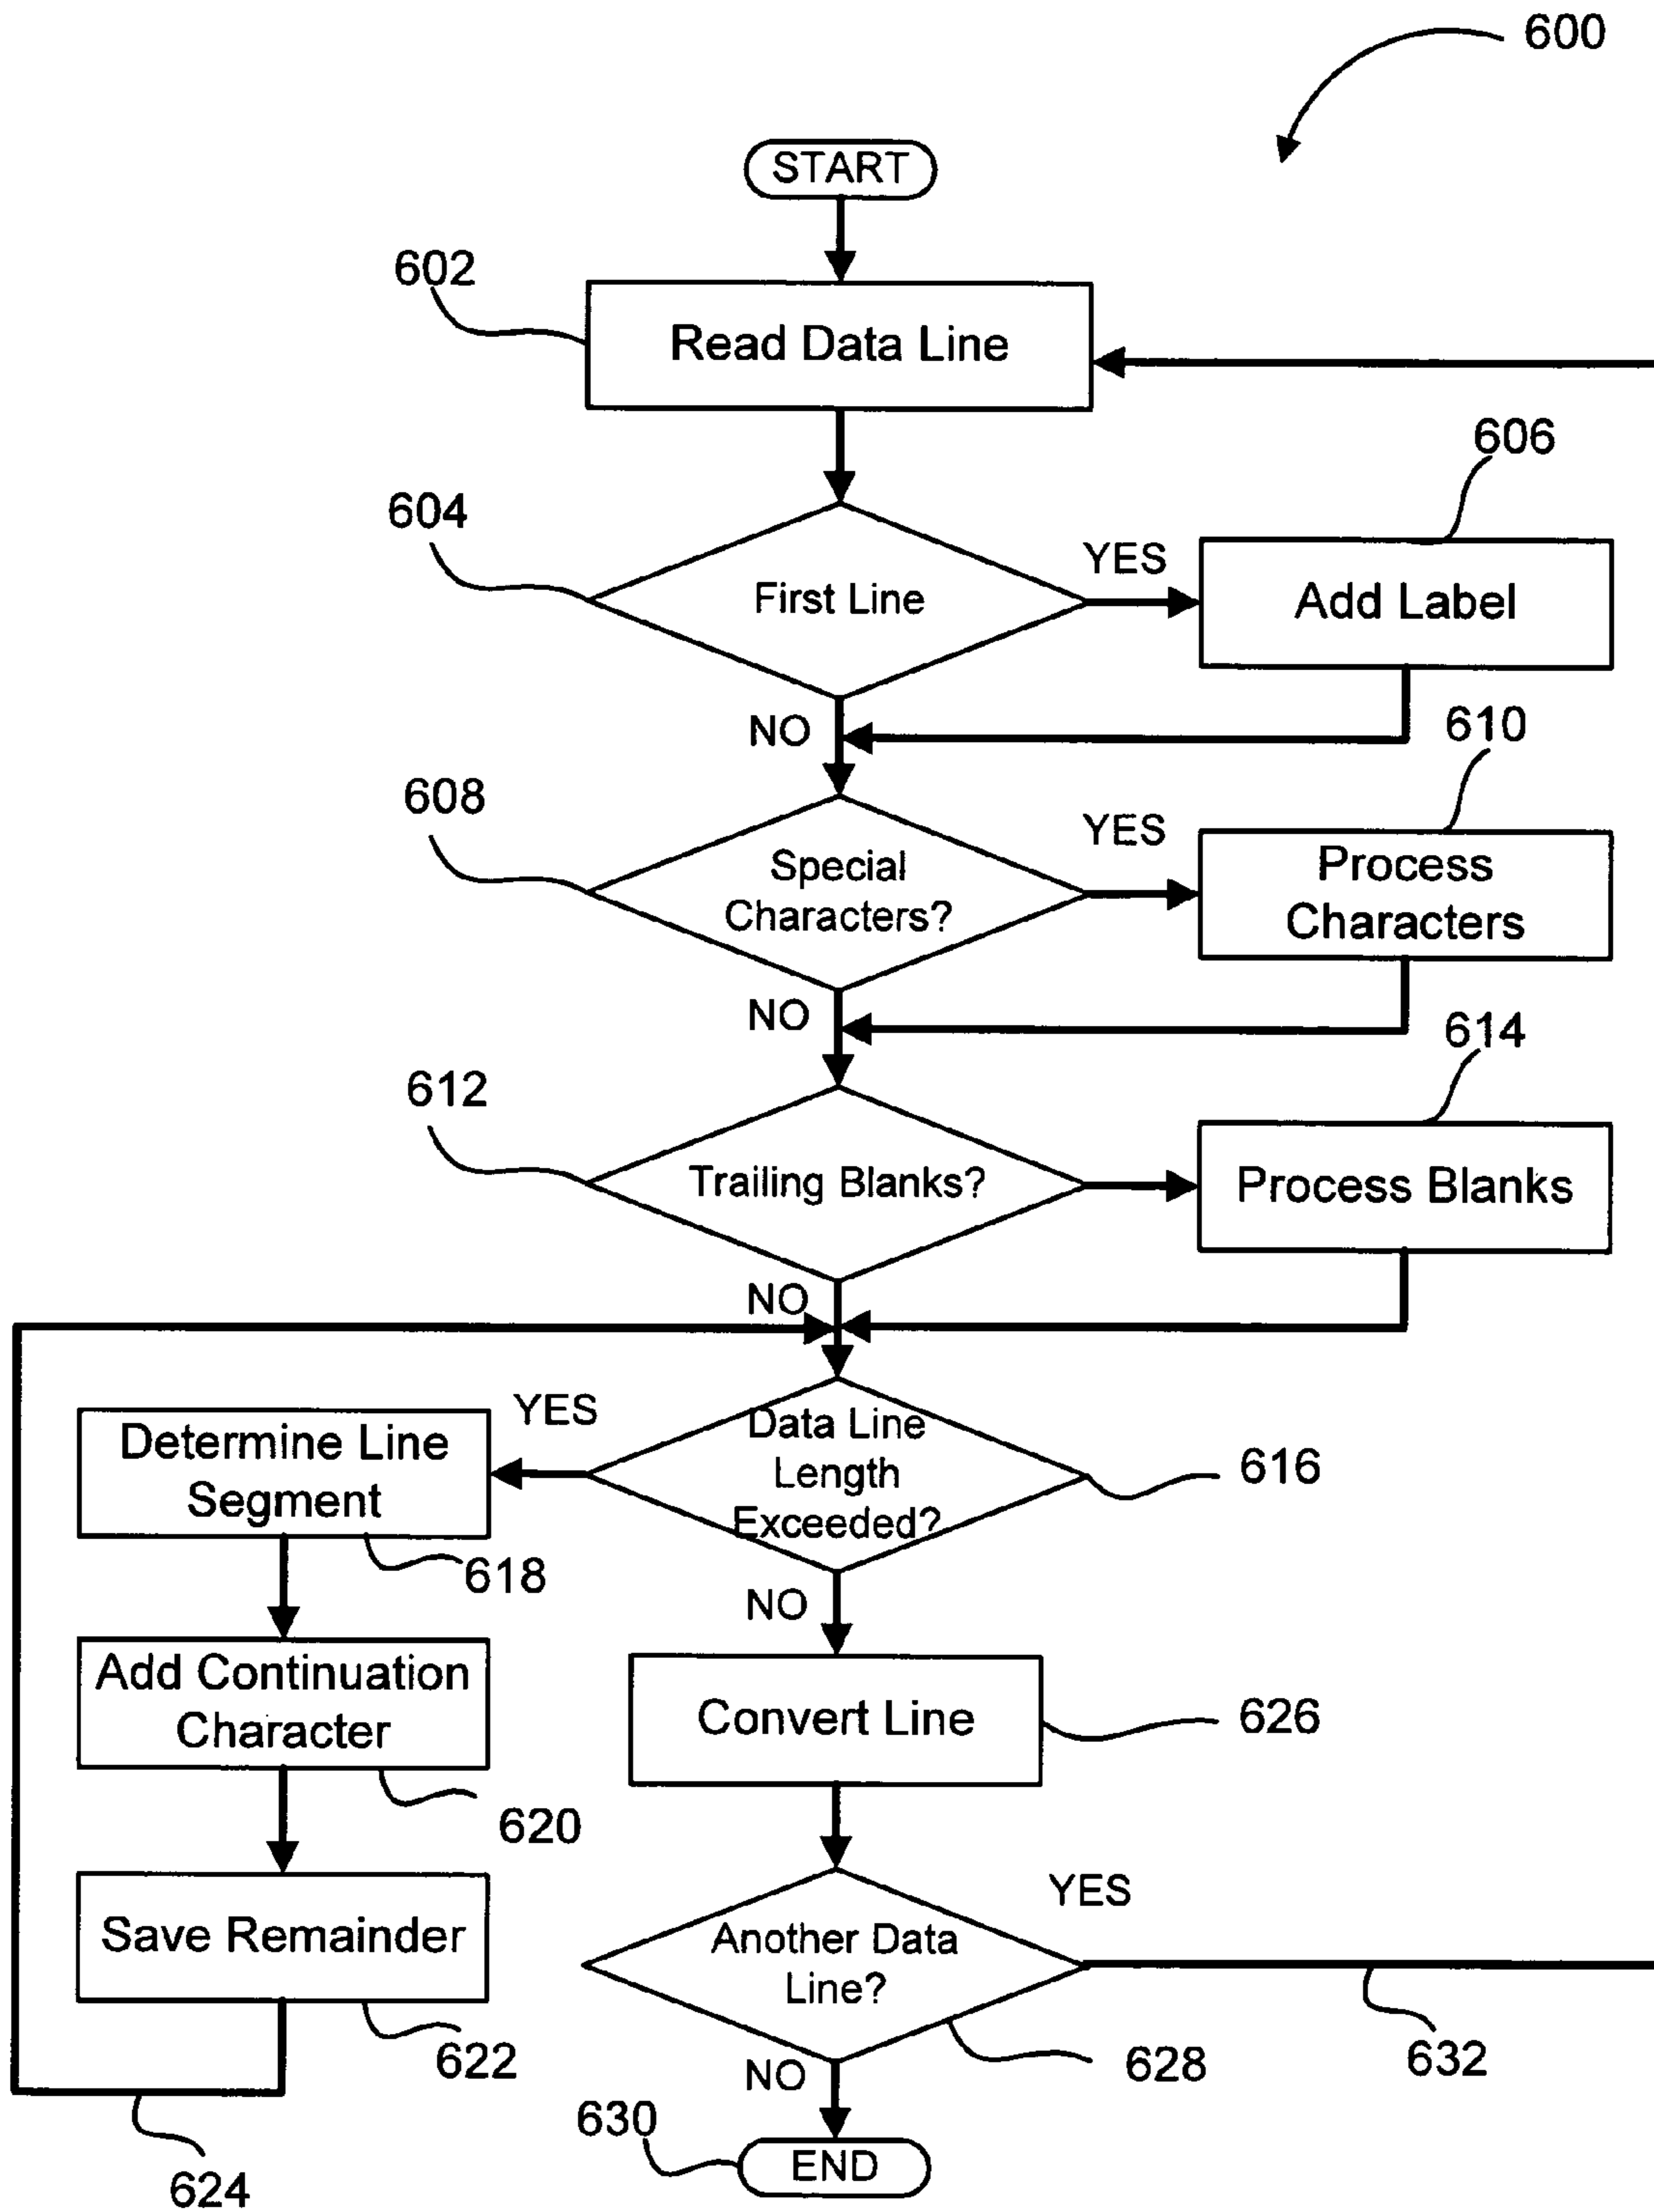 600
START
602
Read Data Line
606
604
YES
First Line
Add Label
NO
610
608
YES
Special
Characters?
Process
Characters
NO
614
612
Trailing Blanks?
Process Blanks
NO
YES
Data Line
Length
Exceeded?
616
Determine Line
Segment
618
NO
Add Continuation
Character
620
Convert Line
626
YES
Save Remainder
Another Data
Line?
622
628
632
NO
630
END
624